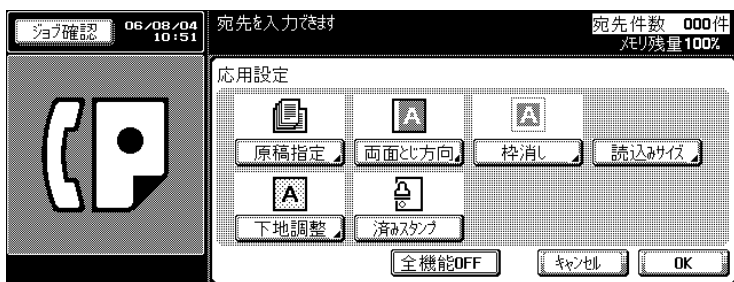 ジョブ確認
06/08/04
10:51
宛先を入力できます
宛先件数 000件
メモリ残量100%
応用設定
原稿指定
両面とじ方向
枠消し
読込みサイズ
下地調整
済みスタンプ
全機能OFF
キャンセル
OK